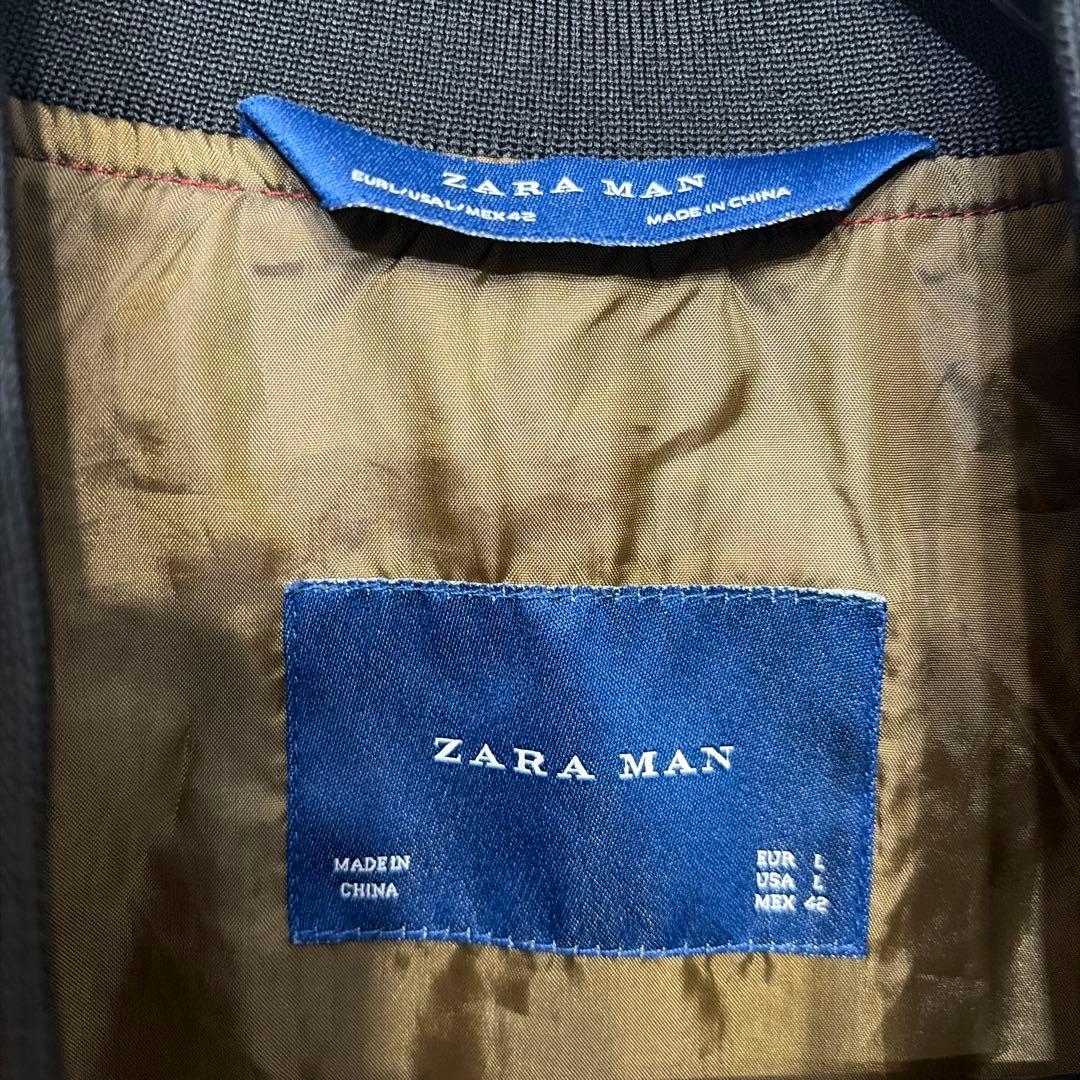 ZARA MAN
EUR L/USA L/MEX 42
MADE IN CHINA
ZARA MAN
MADE IN
CHINA
EUR L
USA L
MEX 42